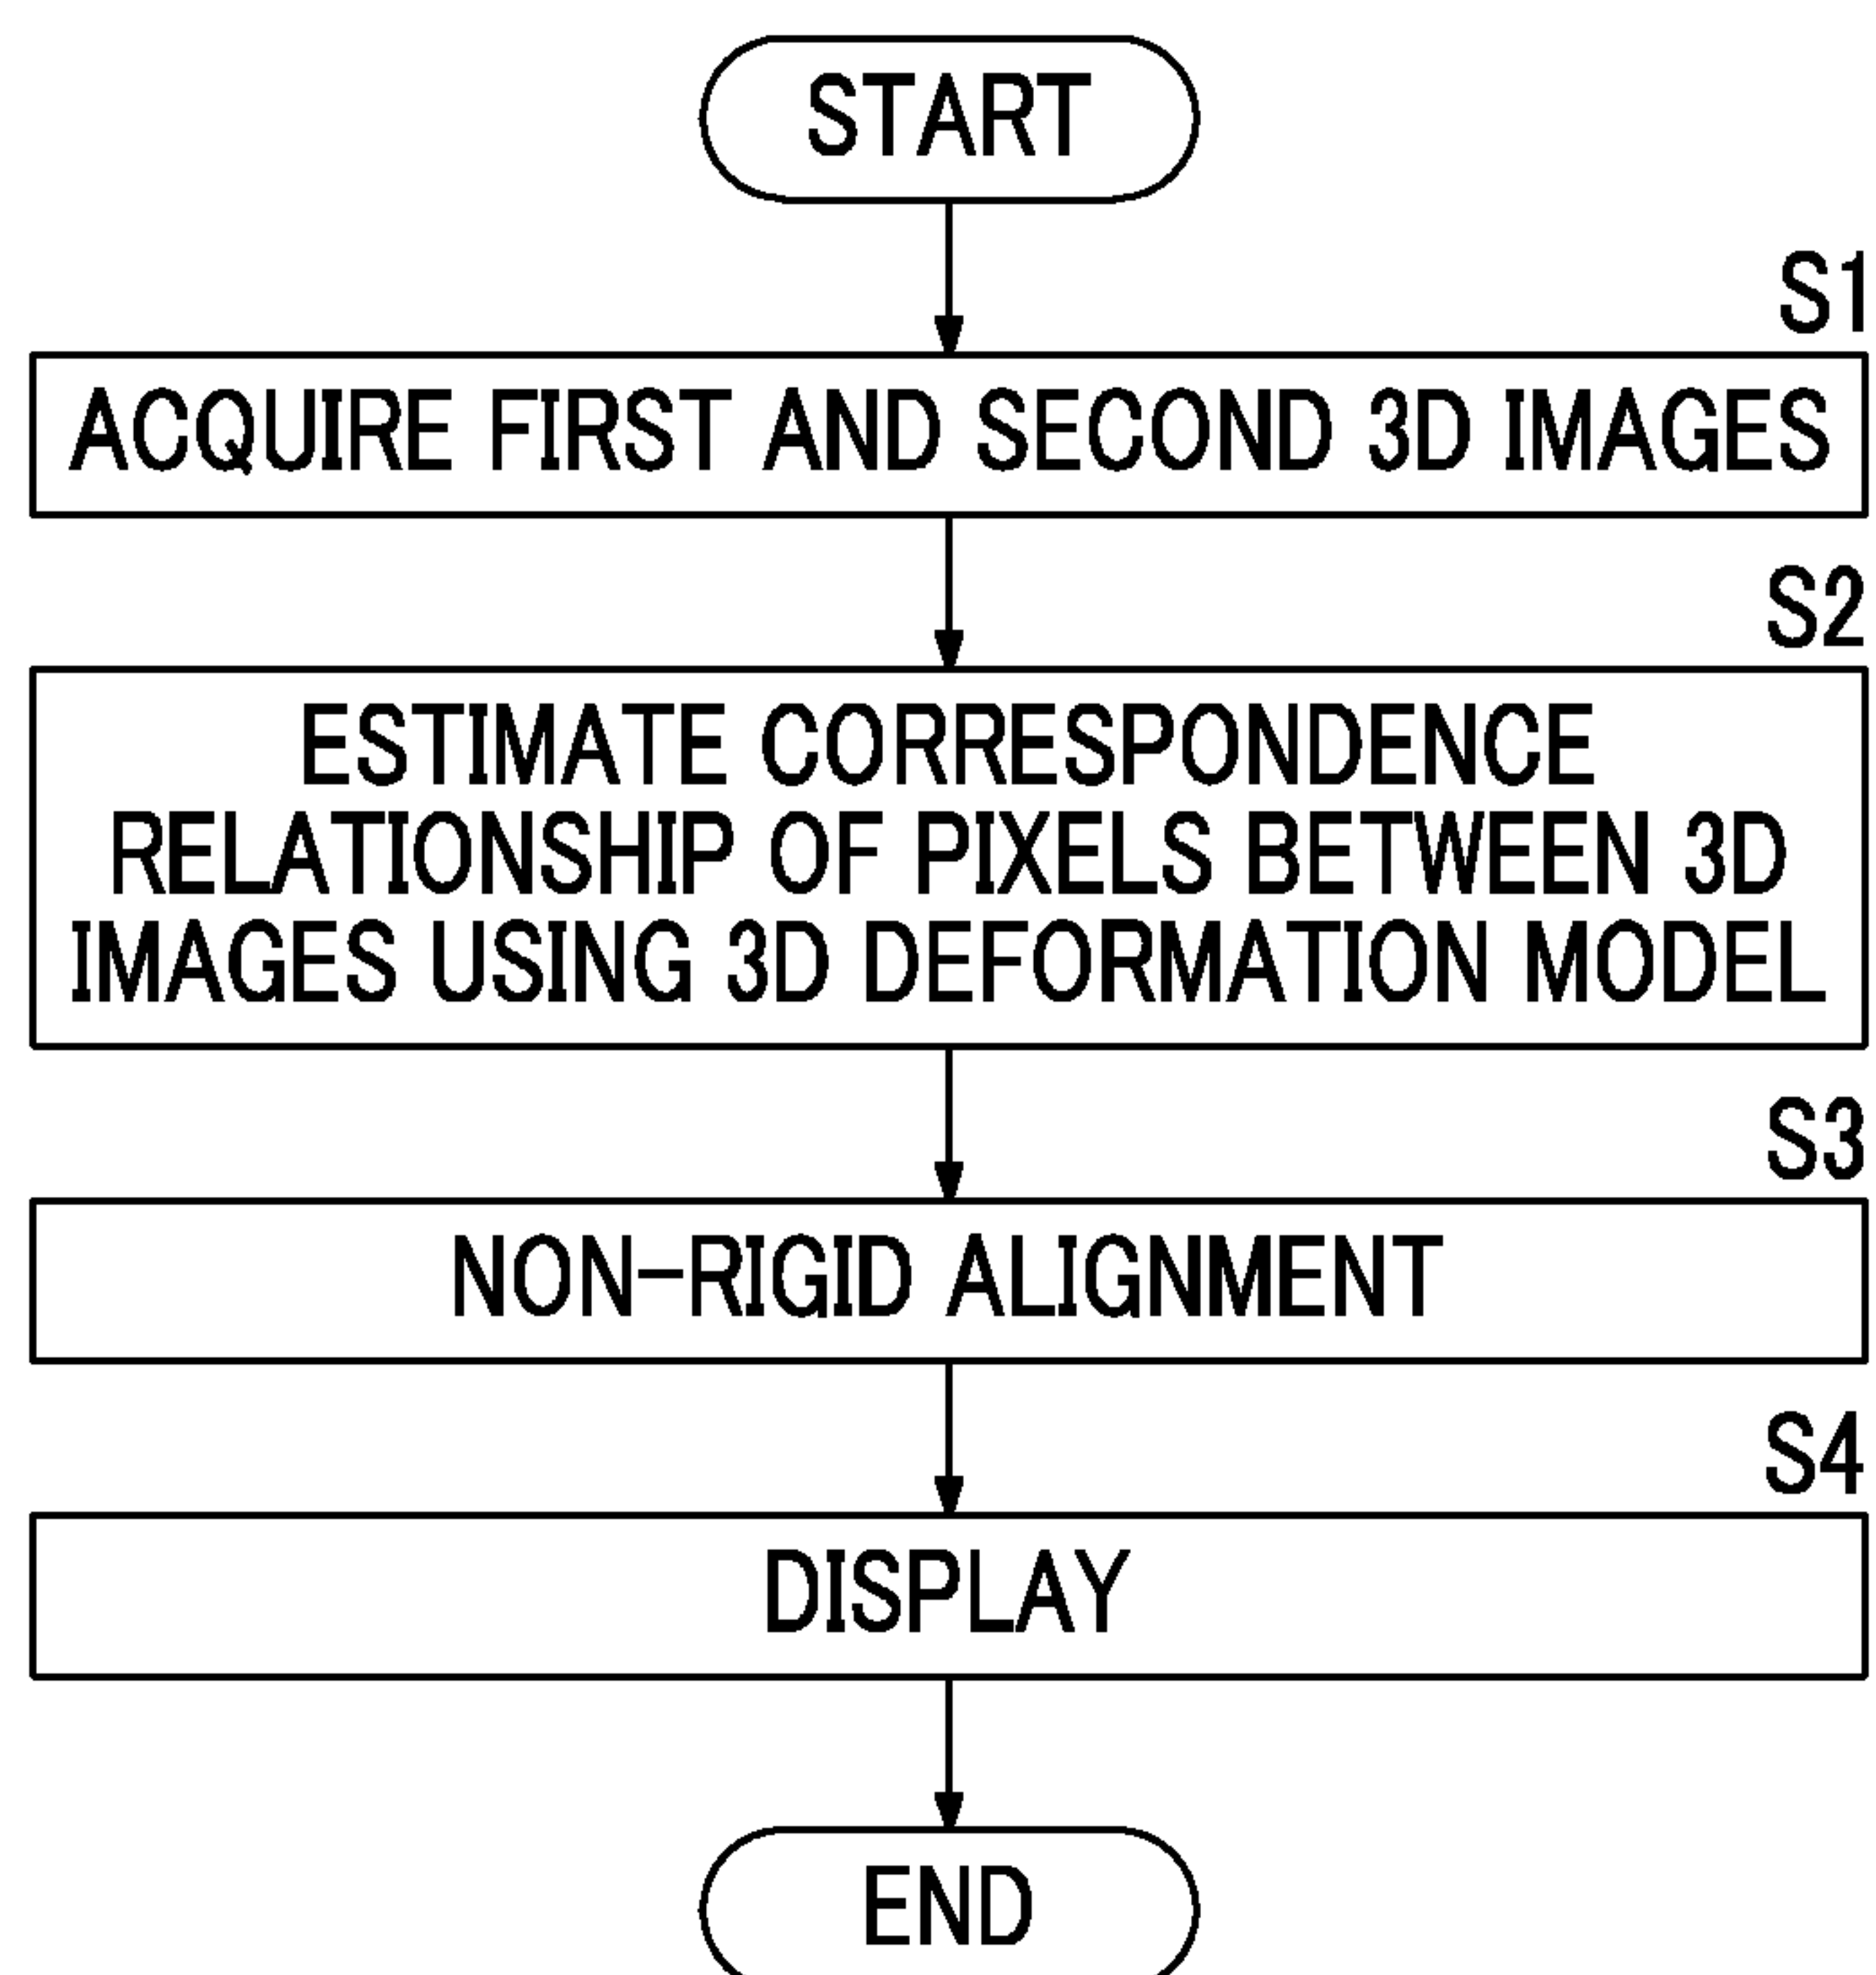 START
S1
ACQUIRE FIRST AND SECOND 3D IMAGES
S2
ESTIMATE CORRESPONDENCE
RELATIONSHIP OF PIXELS BETWEEN 3D
IMAGES USING 3D DEFORMATION MODEL
S3
NON-RIGID ALIGNMENT
S4
DISPLAY
END